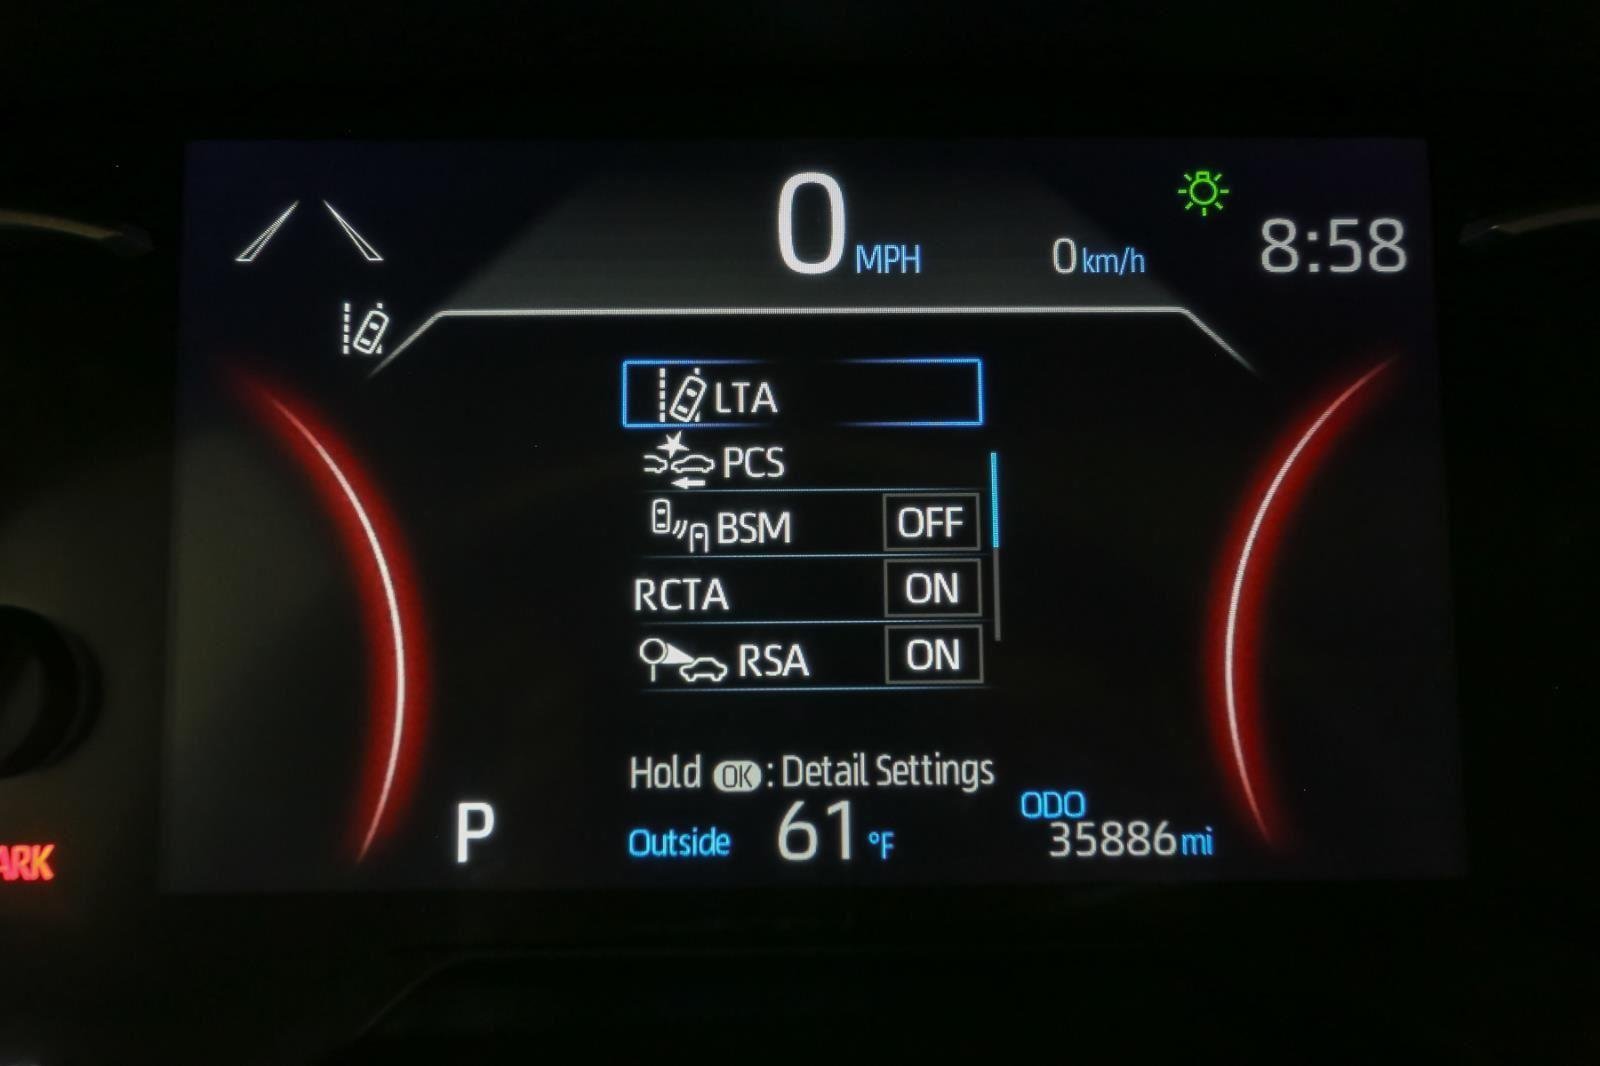 0 MPH
0 km/h
8:58
LTA
PCS
BSM OFF
RCTA ON
RSA ON
Hold OK : Detail Settings
P
Outside 61 °F
ODO
35886 mi
ARK